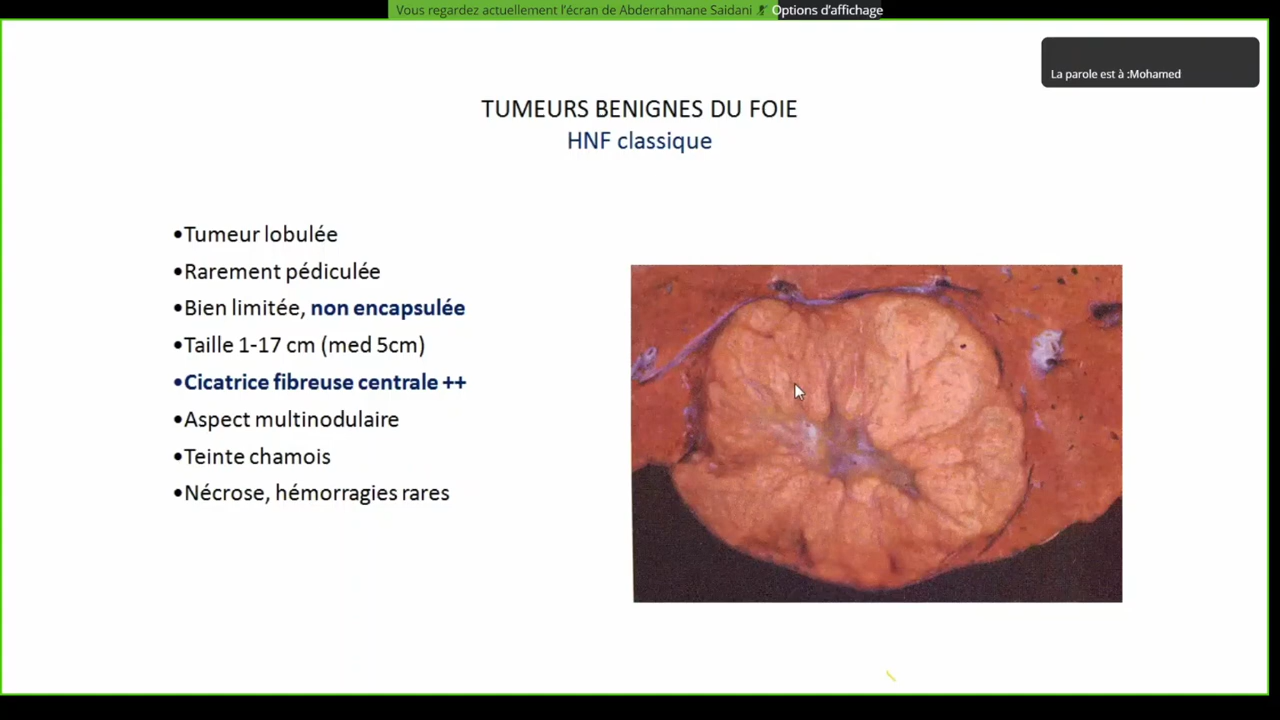 Vous regardez actuellement l'écran de Abderrahmane Saidani Options d'affichage
La parole est à :Mohamed
TUMEURS BENIGNES DU FOIE
HNF classique
•Tumeur lobulée
•Rarement pédiculée
•Bien limitée, non encapsulée
•Taille 1-17 cm (med 5cm)
•Cicatrice fibreuse centrale ++
•Aspect multinodulaire
•Teinte chamois
•Nécrose, hémorragies rares